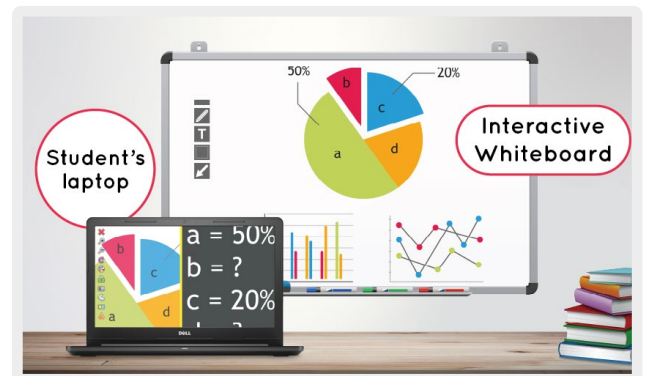 50%
20%
b
c
a
d
T
Student's
laptop
Interactive
Whiteboard
a = 50%
b = ?
c = 20%
b
c
a
d
DELL